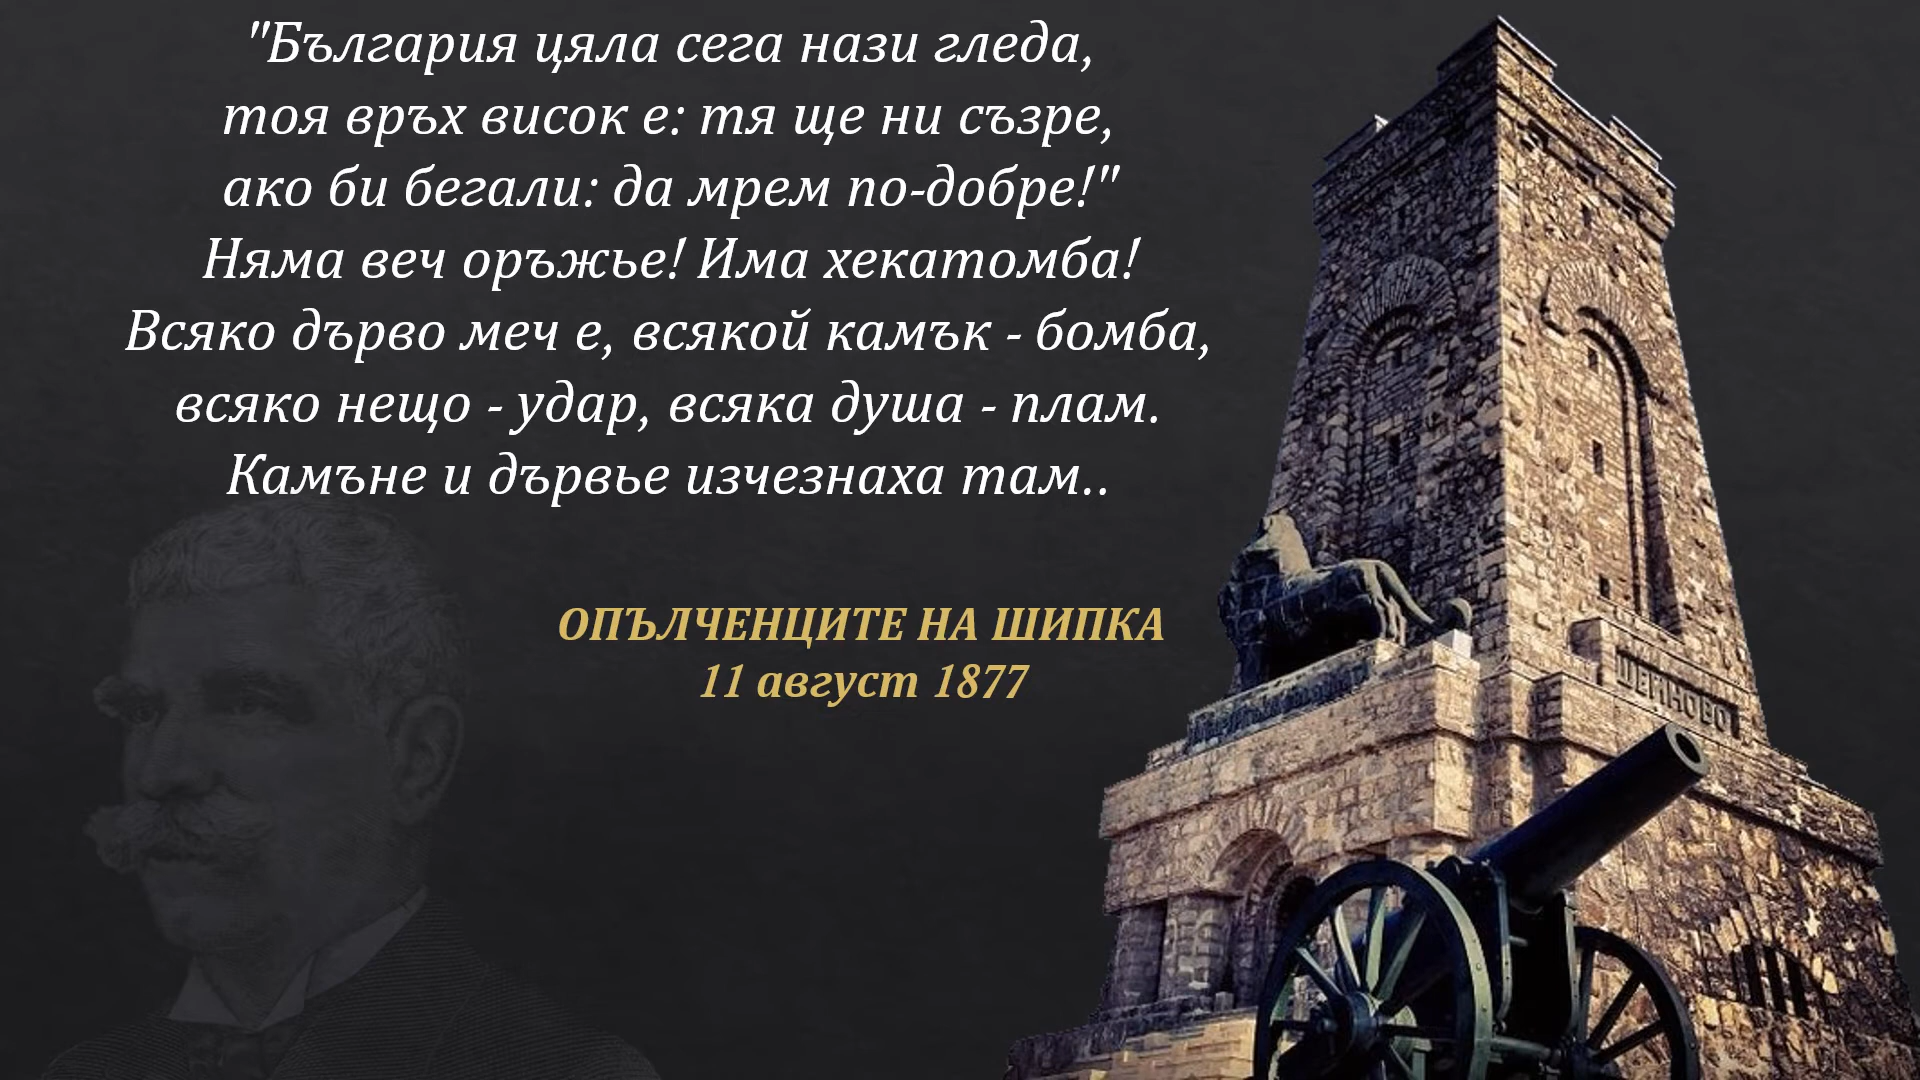 "България цяла сега нази гледа,
тоя връх висок е: тя ще ни съзре,
ако би бегали: да мрем по-добре!"
Няма веч оръжье! Има хекатомба!
Всяко дърво меч е, всякой камък - бомба,
всяко нещо - удар, всяка душа - плам.
Камъне и дървье изчезнаха там..
ОПЪЛЧЕНЦИТЕ НА ШИПКА
11 август 1877
ШЕЙНОВО